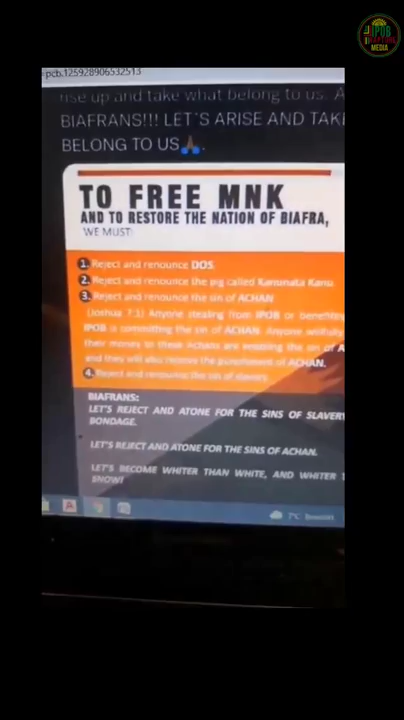 IPOB
MEDIA
ipcb.125928906532513
rise up and take what belong to us. A
BIAFRANS!!! LET`S ARISE AND TAK
BELONG TO US🙏🏿.
TO FREE MNK
AND TO RESTORE THE NATION OF BIAFRA,
WE MUST:
1. Reject and renounce DOS
2. Reject and renounce the pig called Kanunata Kanu
3. Reject and renounce the sin of ACHAN
(Joshua 7:1) Anyone stealing from IPOB or benefiting
IPOB is committing the sin of ACHAN. Anyone willfully
their money to these Achans are enabling the sin of A
and they will also receive the punishment of ACHAN.
4. Reject and renounce the sin of slavery
BIAFRANS:
LET'S REJECT AND ATONE FOR THE SINS OF SLAVERY
BONDAGE.
LET'S REJECT AND ATONE FOR THE SINS OF ACHAN.
LET'S BECOME WHITER THAN WHITE, AND WHITER T
SNOW!
7°C